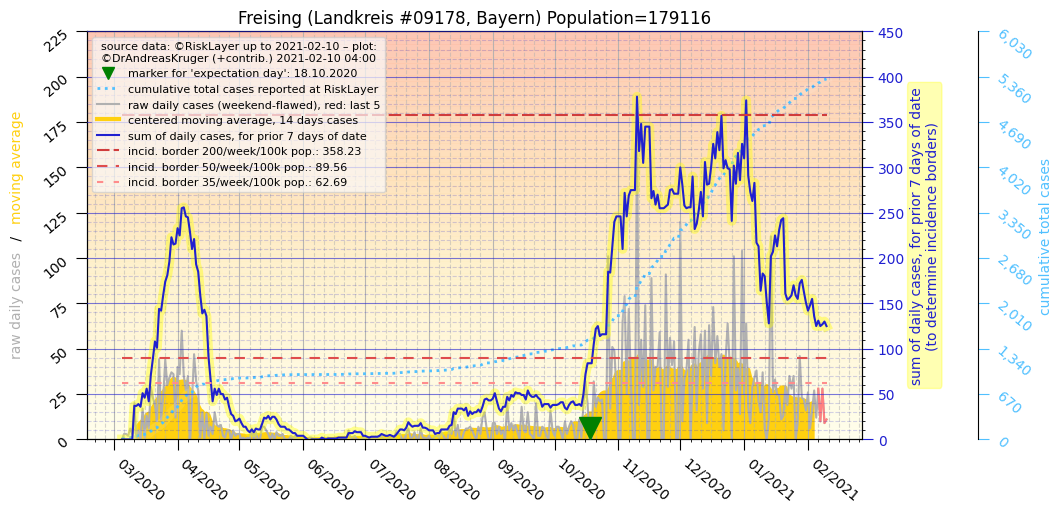 Freising (Landkreis #09178, Bayern) Population=179116
source data: ©RiskLayer up to 2021-02-10 – plot:
©DrAndreasKruger (+contrib.) 2021-02-10 04:00
marker for 'expectation day': 18.10.2020
cumulative total cases reported at RiskLayer
raw daily cases (weekend-flawed), red: last 5
centered moving average, 14 days cases
sum of daily cases, for prior 7 days of date
incid. border 200/week/100k pop.: 358.23
incid. border 50/week/100k pop.: 89.56
incid. border 35/week/100k pop.: 62.69
raw daily cases / moving average
225
200
175
150
125
100
75
50
25
0
03/2020
04/2020
05/2020
06/2020
07/2020
08/2020
09/2020
10/2020
11/2020
12/2020
01/2021
02/2021
450
400
350
300
250
200
150
100
50
0
sum of daily cases, for prior 7 days of date
(to determine incidence borders)
6,030
5,360
4,690
4,020
3,350
2,680
2,010
1,340
670
0
cumulative total cases